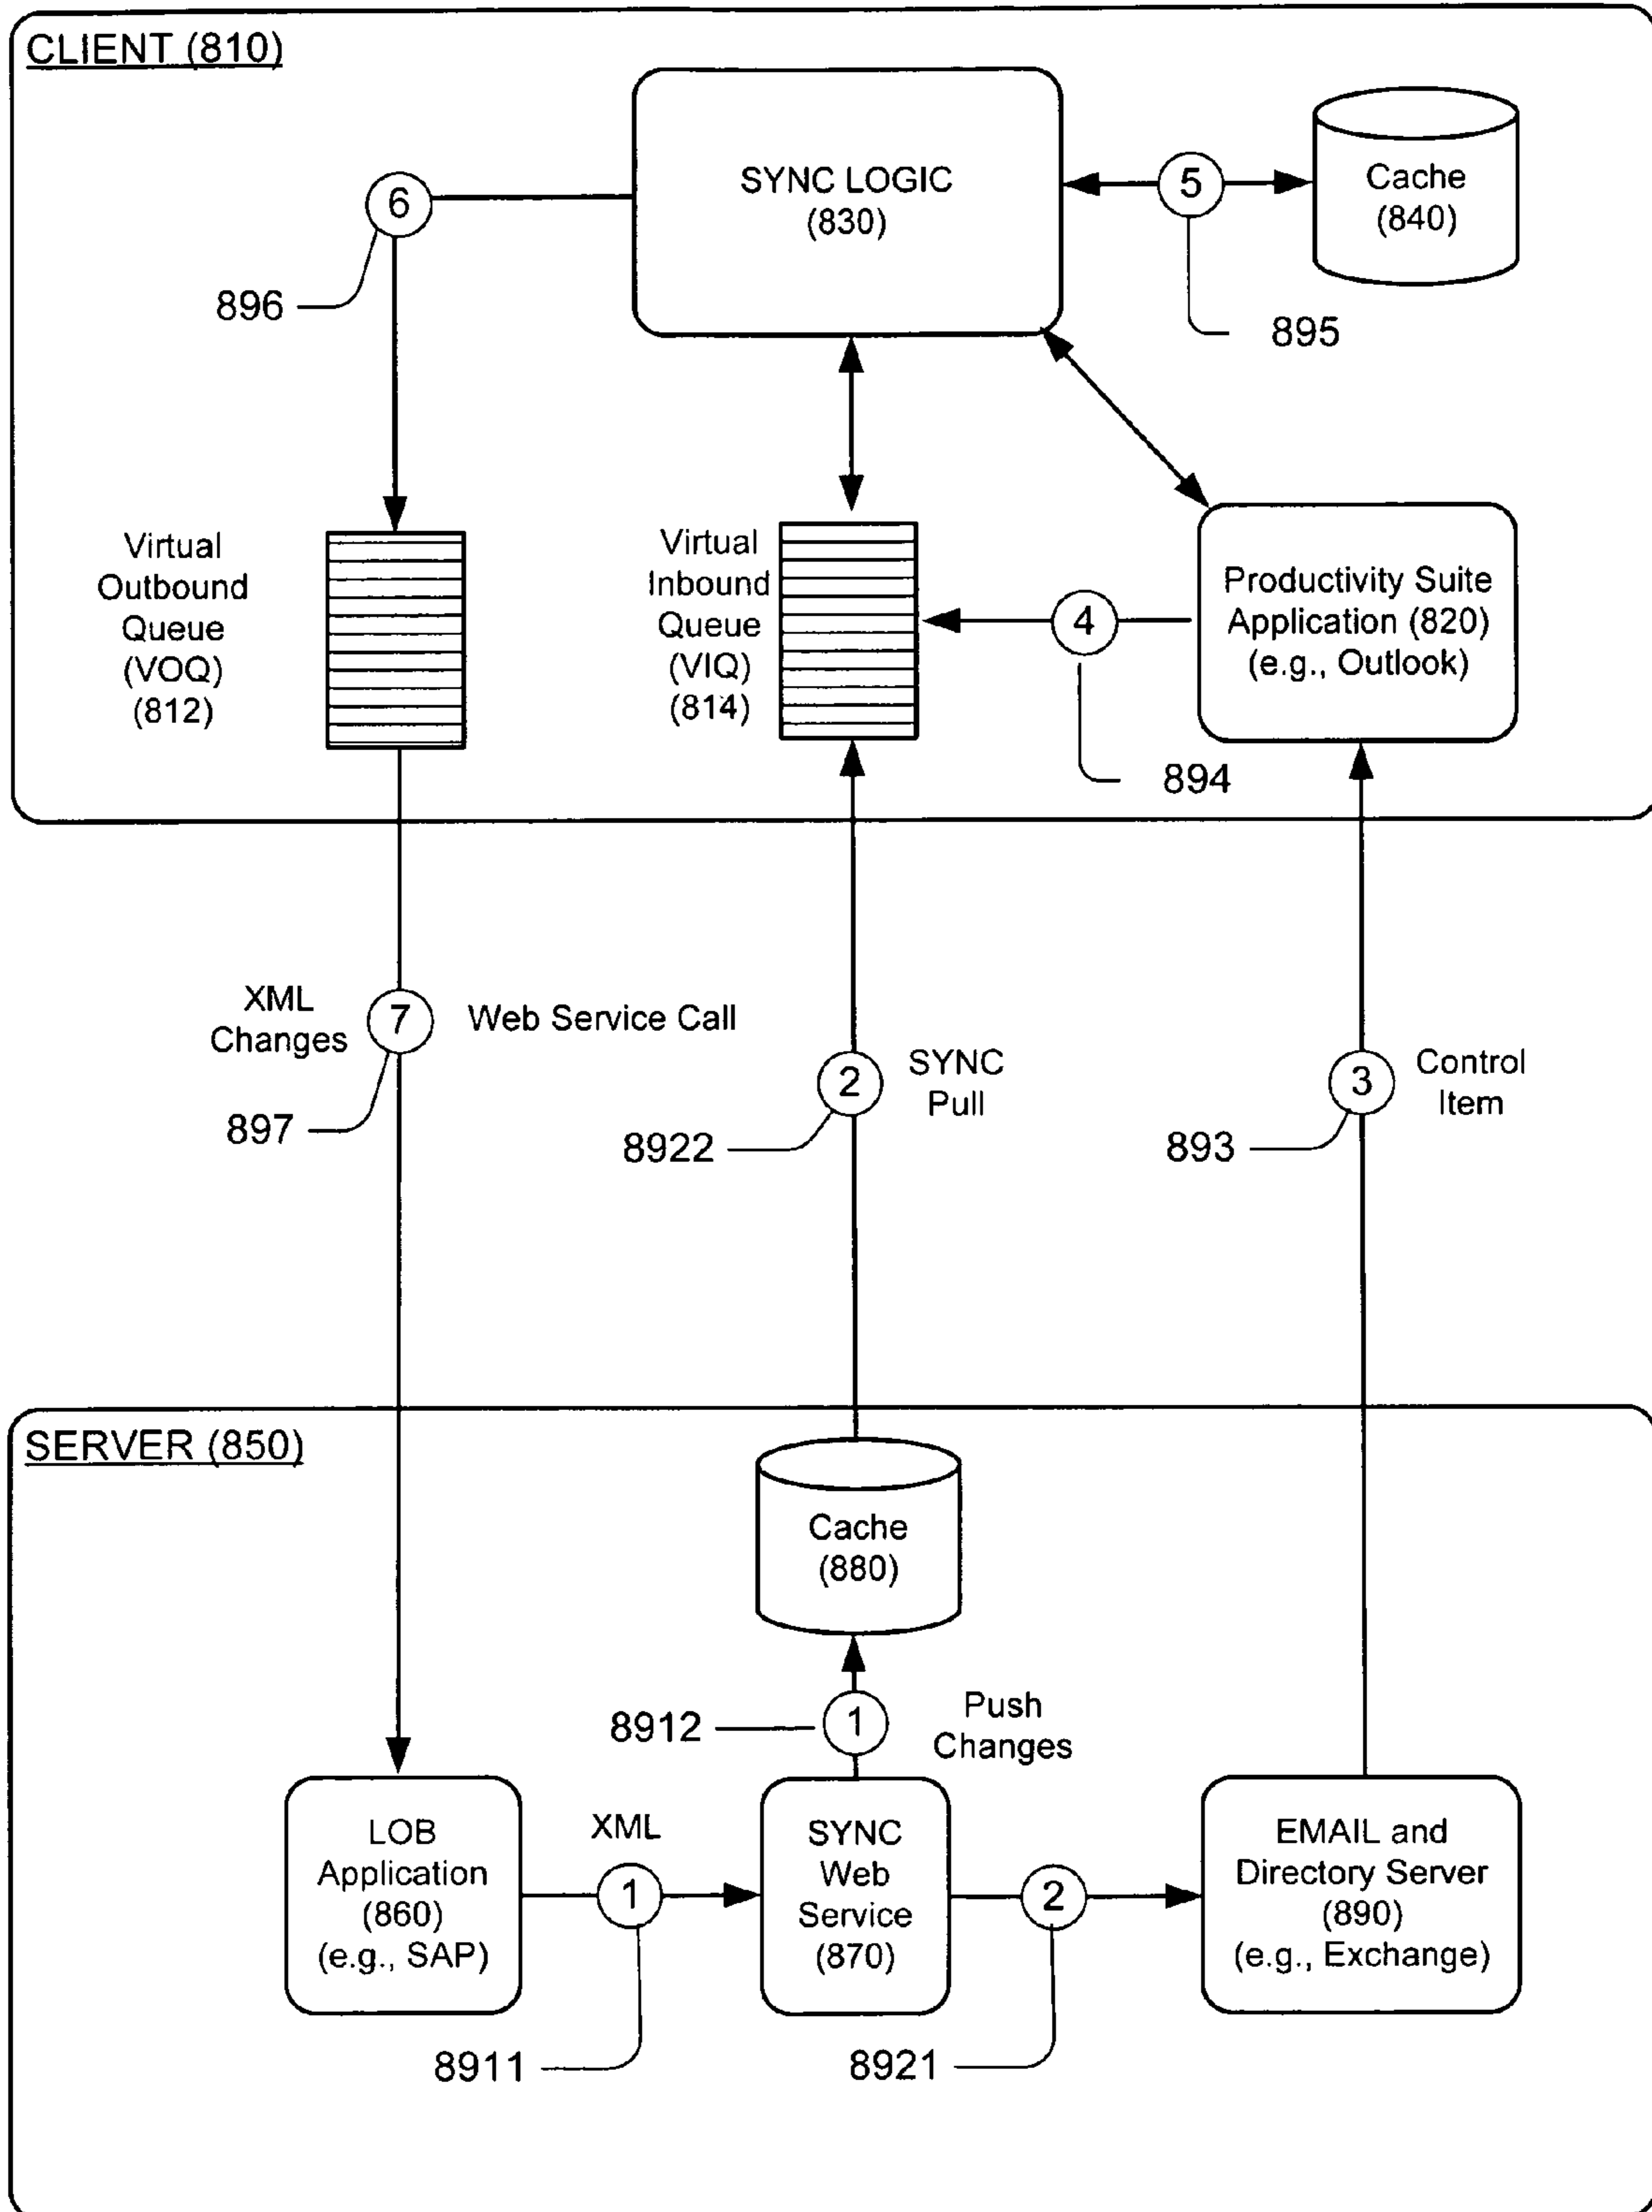 CLIENT (810)
SYNC LOGIC
(830)
5
Cache
(840)
895
6
896
Virtual
Outbound
Queue
(VOQ)
(812)
Virtual
Inbound
Queue
(VIQ)
(814)
4
894
Productivity Suite
Application (820)
(e.g., Outlook)
XML
Changes
7
Web Service Call
897
2
SYNC
Pull
8922
3
Control
Item
893
SERVER (850)
Cache
(880)
8912
1
Push
Changes
LOB
Application
(860)
(e.g., SAP)
XML
1
8911
SYNC
Web
Service
(870)
2
8921
EMAIL and
Directory Server
(890)
(e.g., Exchange)